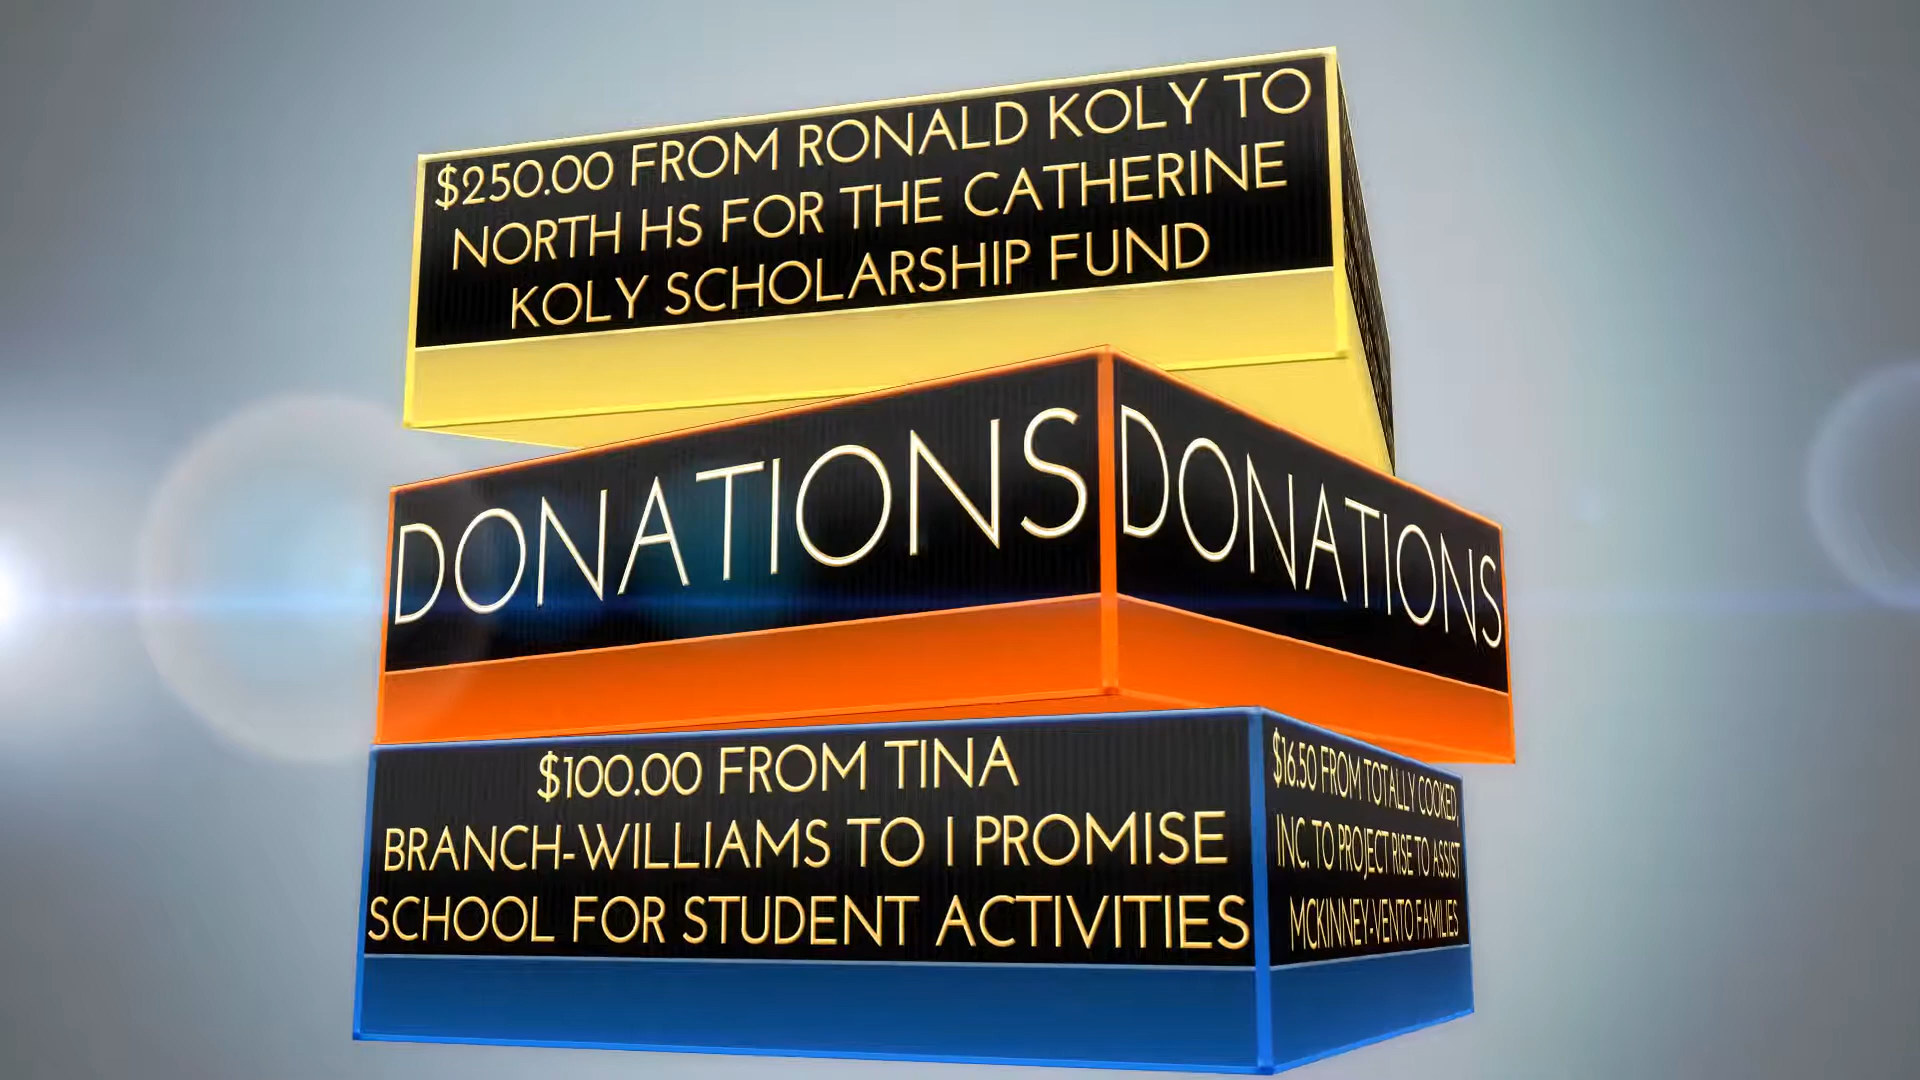 $250.00 FROM RONALD KOLY TO
NORTH HS FOR THE CATHERINE
KOLY SCHOLARSHIP FUND
DONATIONS
DONATIONS
$100.00 FROM TINA
BRANCH-WILLIAMS TO I PROMISE
SCHOOL FOR STUDENT ACTIVITIES
$16.50 FROM TOTALLY COOKED,
INC. TO PROJECT RISE TO ASSIST
MCKINNEY-VENTO FAMILIES